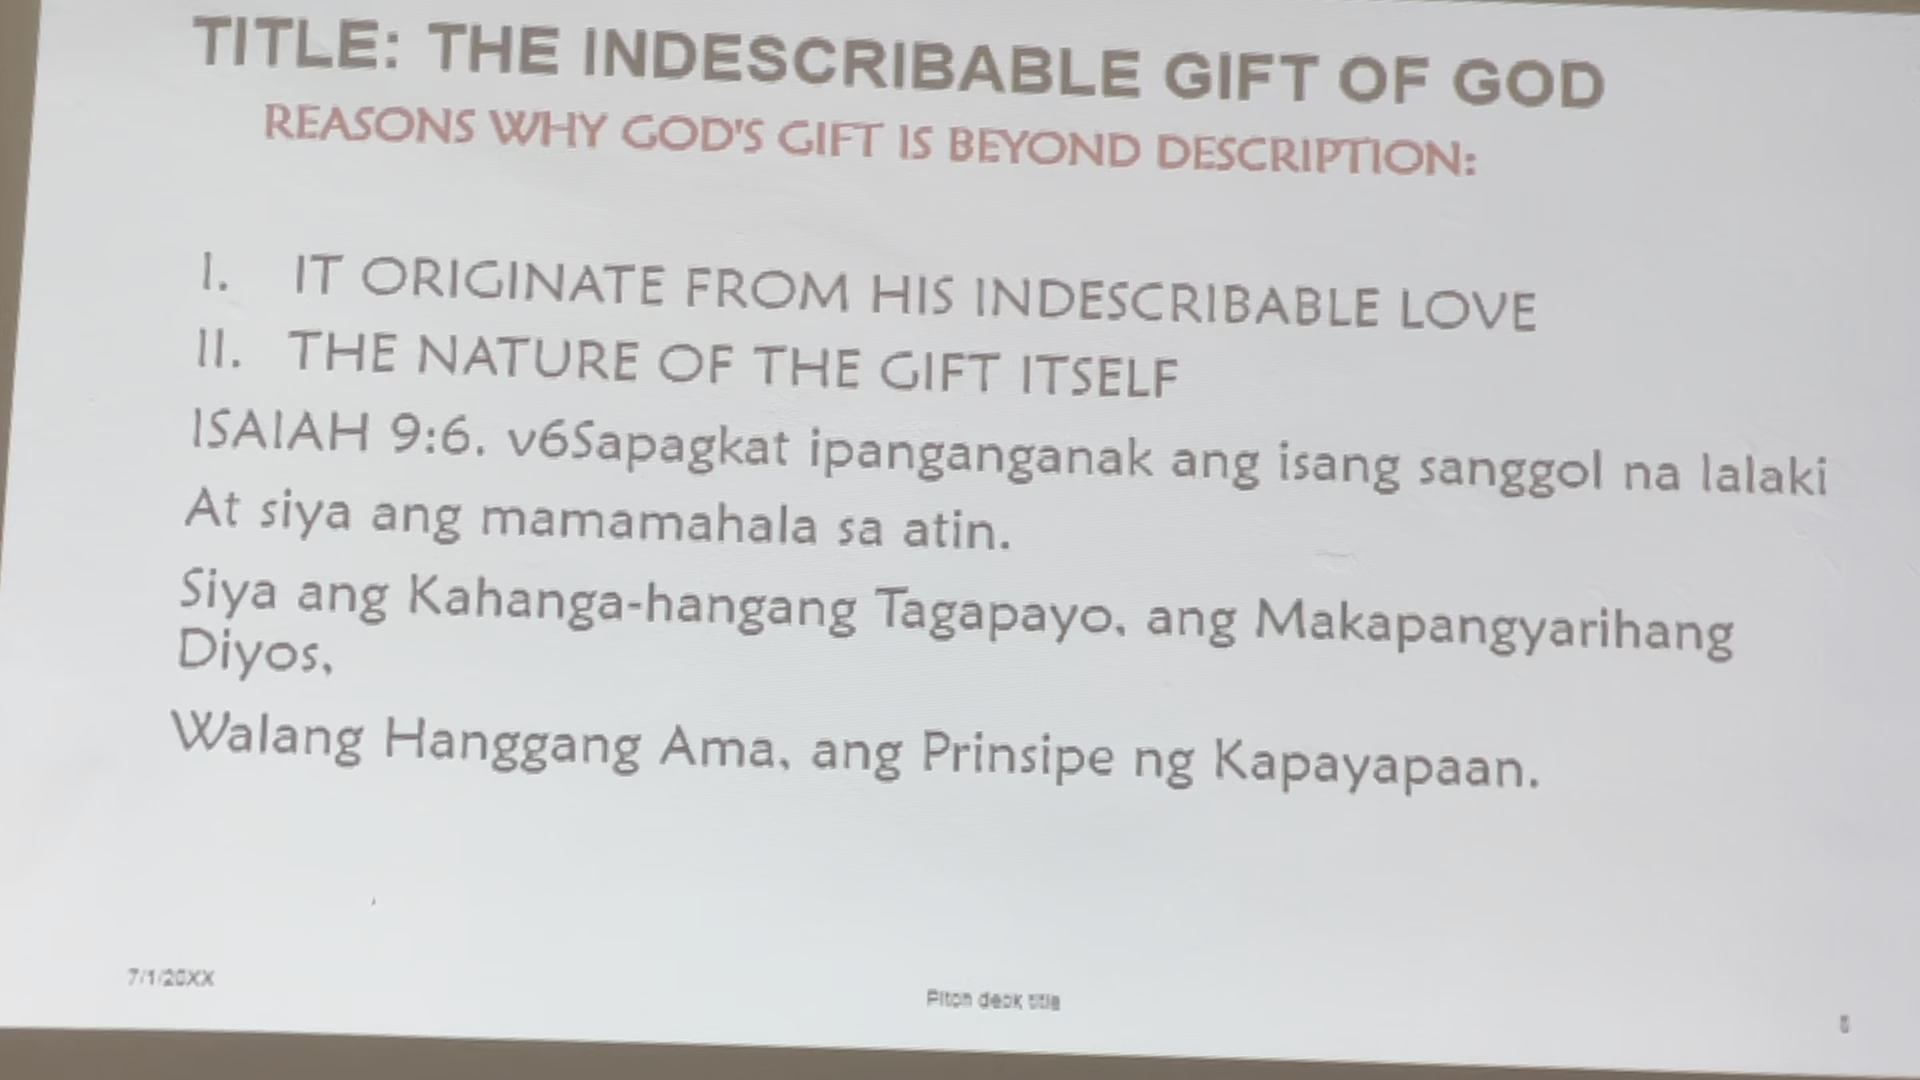 TITLE: THE INDESCRIBABLE GIFT OF GOD
REASONS WHY GOD'S GIFT IS BEYOND DESCRIPTION:
I. IT ORIGINATE FROM HIS INDESCRIBABLE LOVE
II. THE NATURE OF THE GIFT ITSELF
ISAIAH 9:6. v6Sapagkat ipanganganak ang isang sanggol na lalaki
At siya ang mamamahala sa atin.
Siya ang Kahanga-hangang Tagapayo, ang Makapangyarihang
Diyos,
Walang Hanggang Ama, ang Prinsipe ng Kapayapaan.
7/1/20XX
Pitch deck title